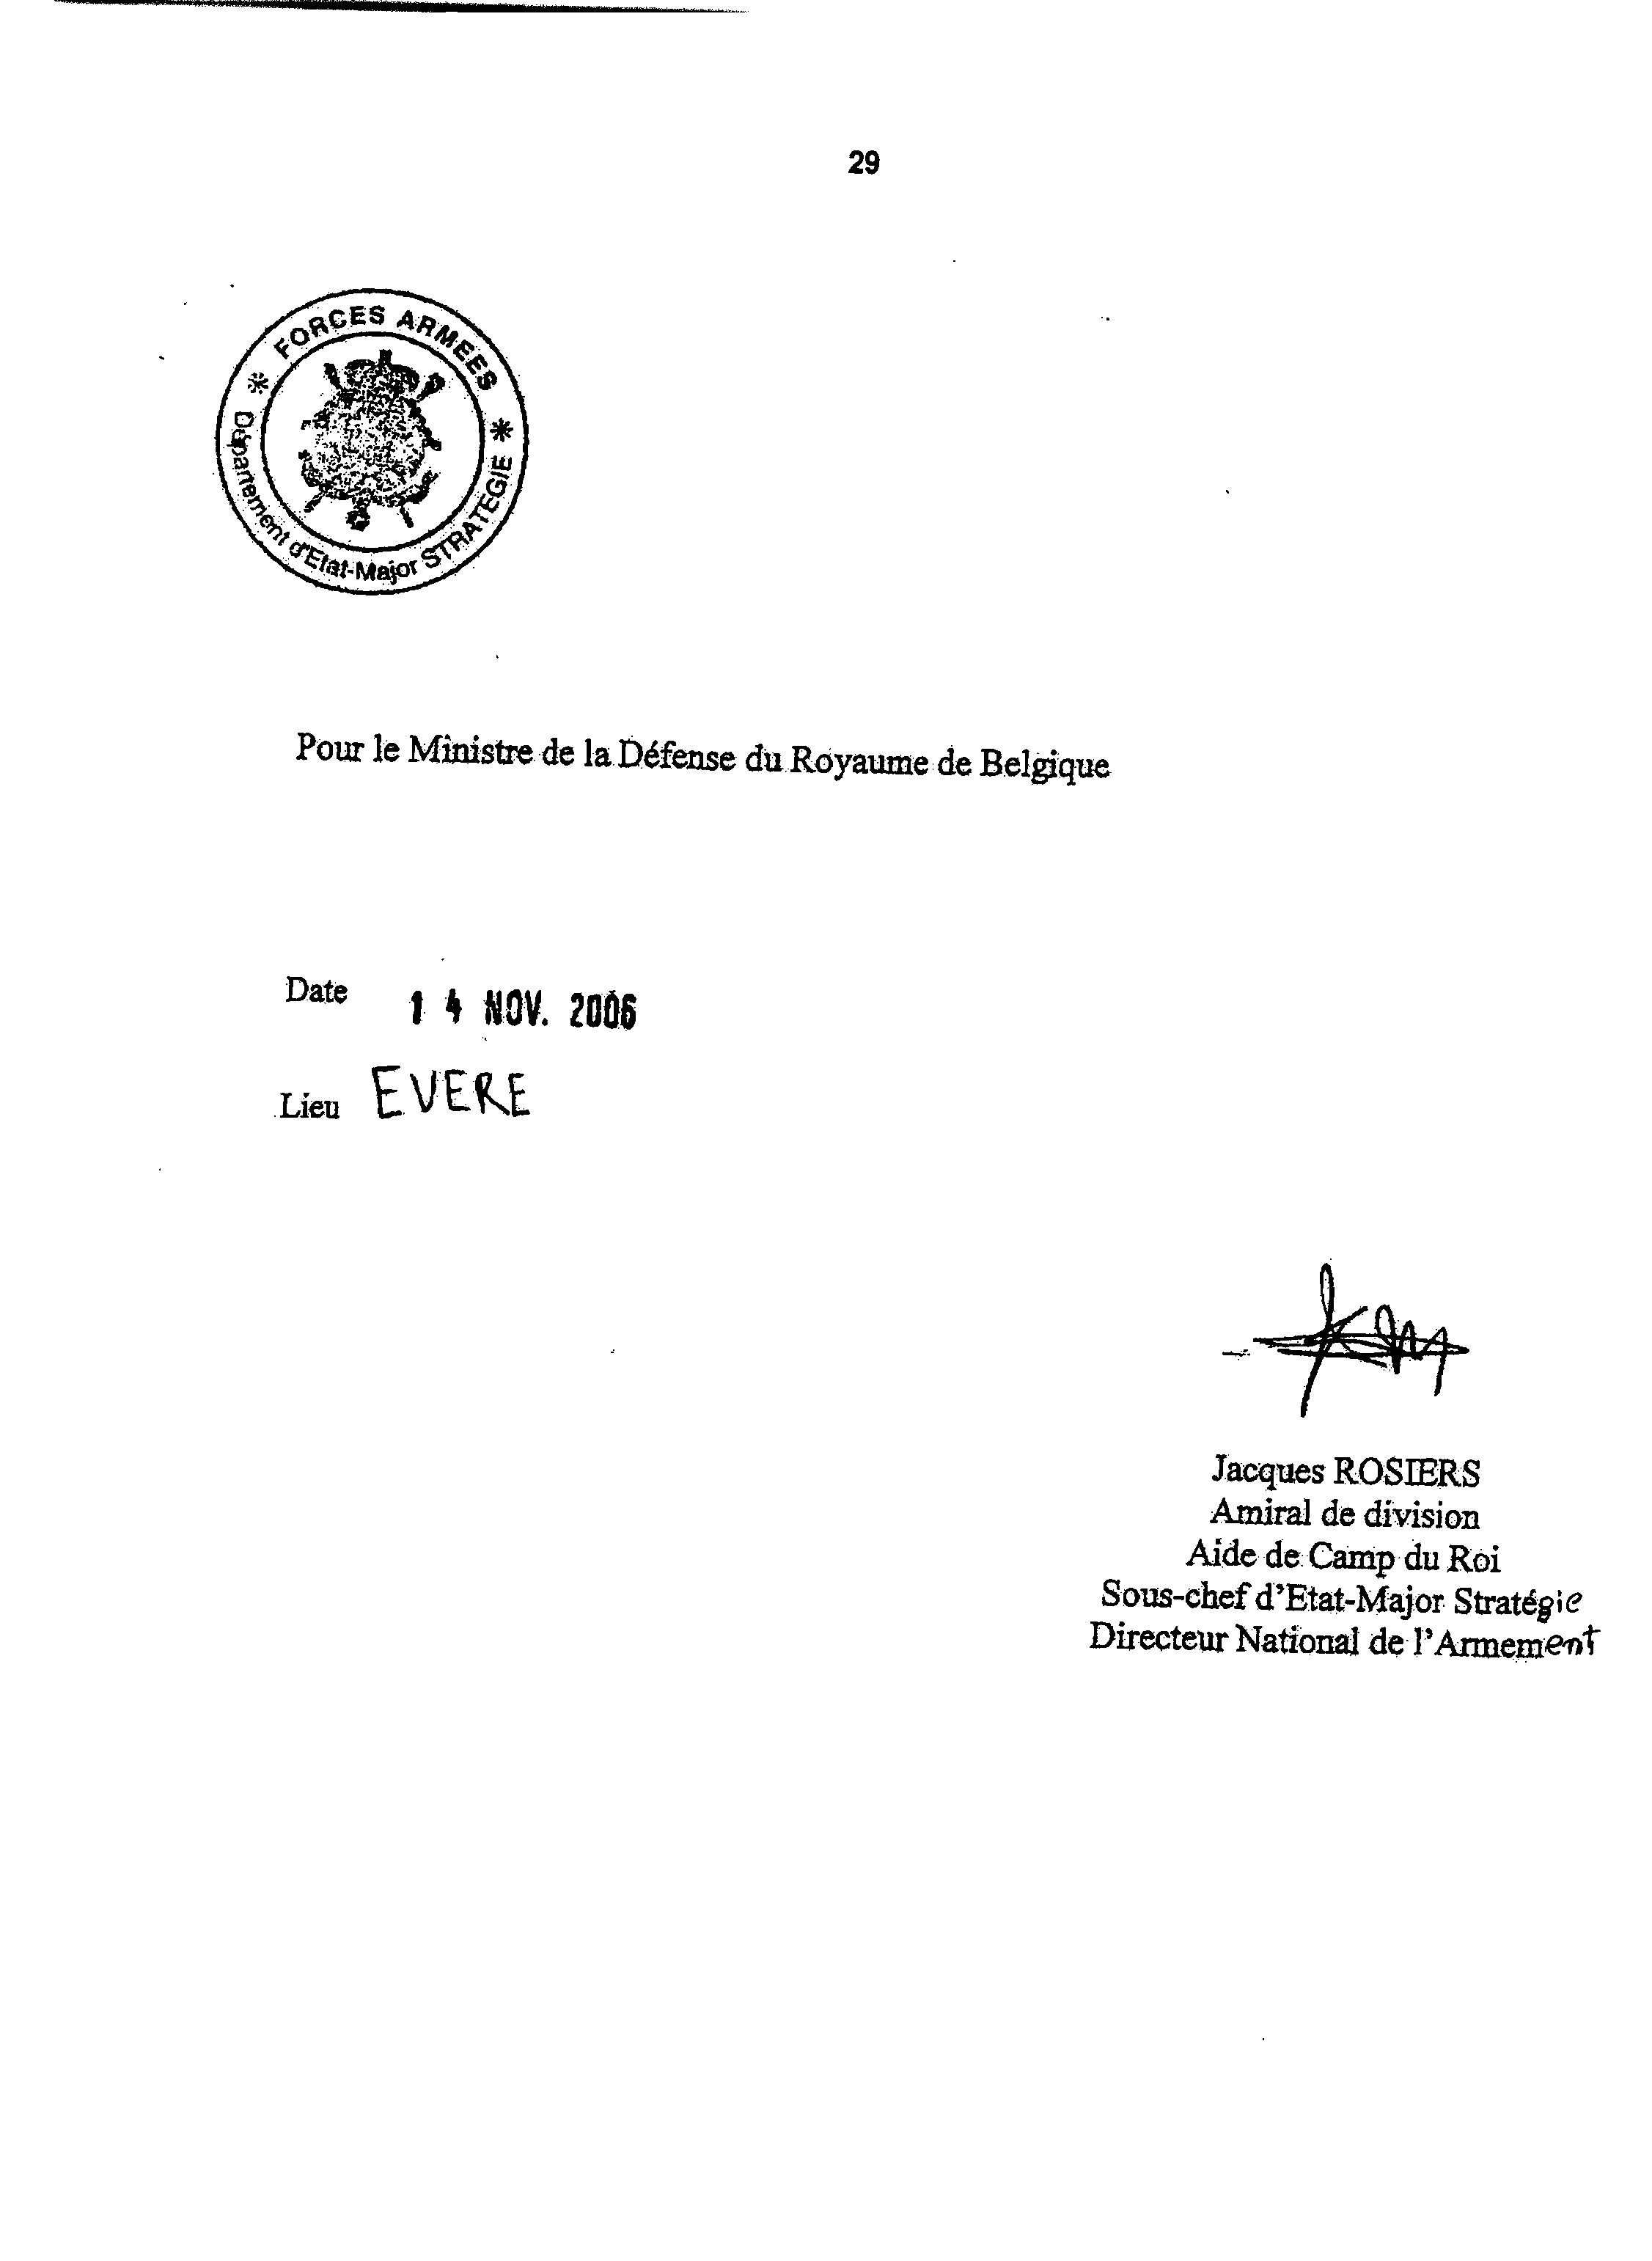 29
* FORCES ARMEES *
Département d'Etat-Major STRATEGIE
Pour le Ministre de la Défense du Royaume de Belgique
Date 14 NOV. 2006
Lieu EVERE
Jacques ROSIERS
Amiral de division
Aide de Camp du Roi
Sous-chef d'Etat-Major Stratégie
Directeur National de l'Armement